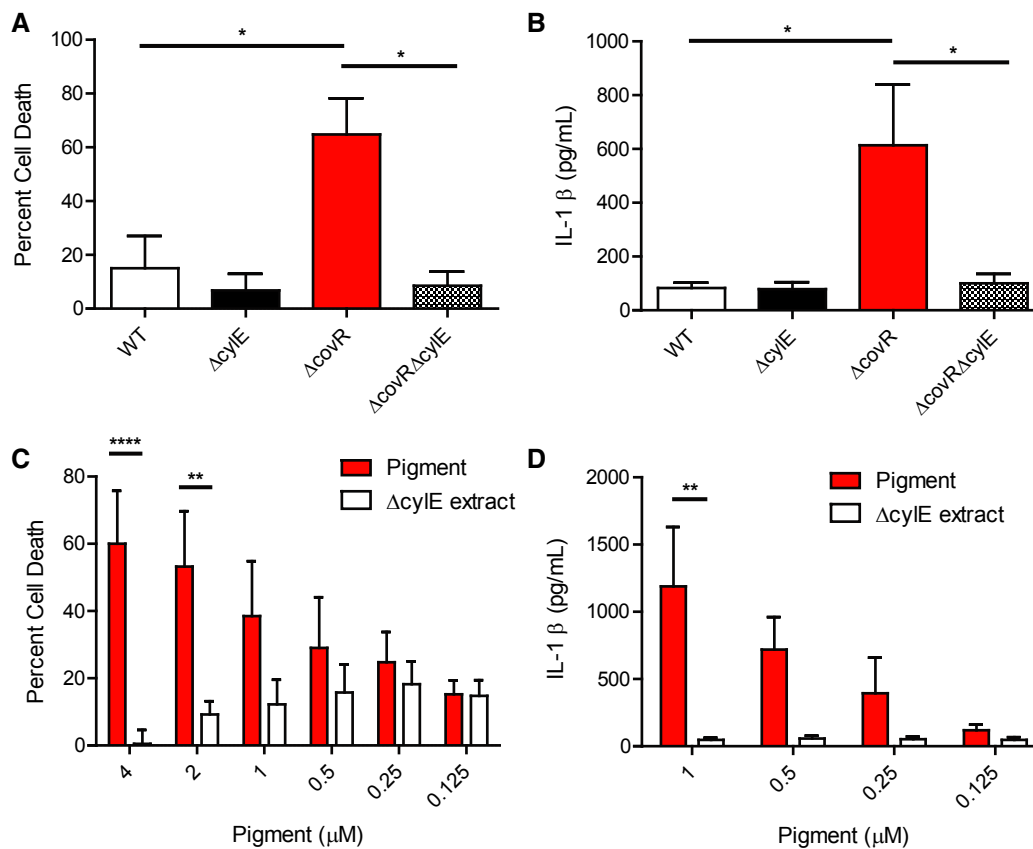 A
Percent Cell Death
100
80
60
40
20
0
*
*
WT
ΔcylE
ΔcovR
ΔcovRΔcylE
B
IL-1 β (pg/mL)
1000
800
600
400
200
0
*
*
WT
ΔcylE
ΔcovR
ΔcovRΔcylE
C
Percent Cell Death
80
60
40
20
0
****
**
Pigment
ΔcylE extract
4
2
1
0.5
0.25
0.125
Pigment (μM)
D
IL-1 β (pg/mL)
2000
1500
1000
500
0
**
Pigment
ΔcylE extract
1
0.5
0.25
0.125
Pigment (μM)